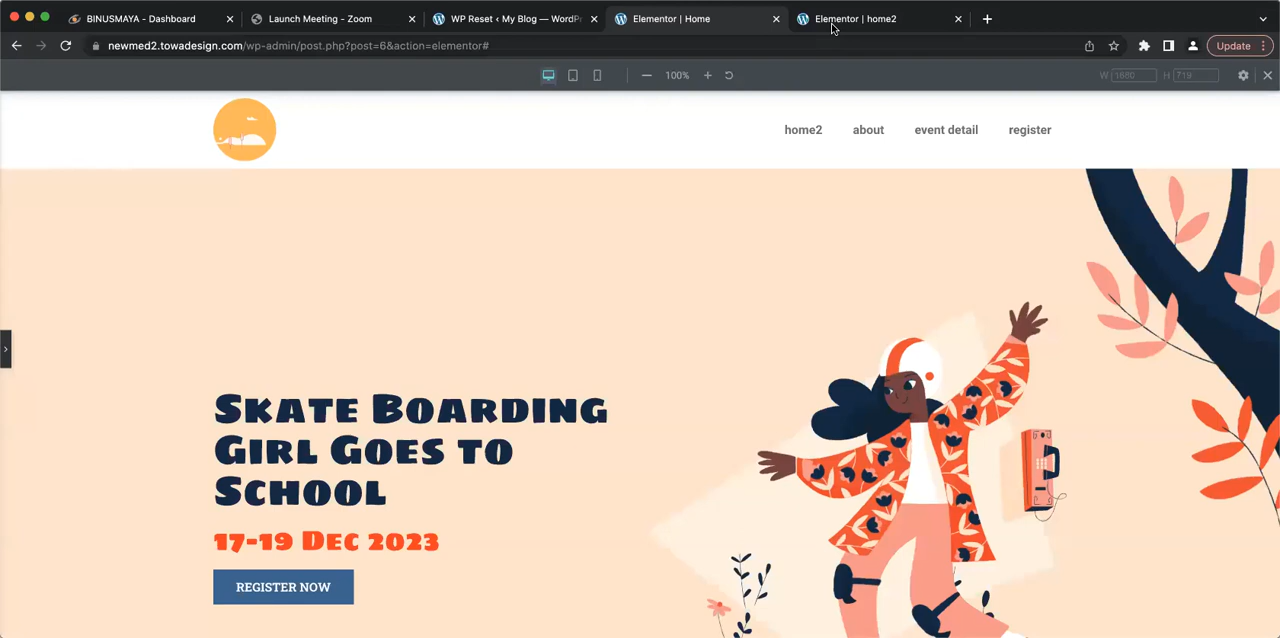 BINUSMAYA - Dashboard
Launch Meeting - Zoom
WP Reset ‹ My Blog — WordPr
Elementor | Home
Elementor | home2
newmed2.towadesign.com/wp-admin/post.php?post=6&action=elementor#
Update
100%
W 1680 H 719
home2 about event detail register
Skate Boarding
Girl Goes to
School
17-19 Dec 2023
REGISTER NOW